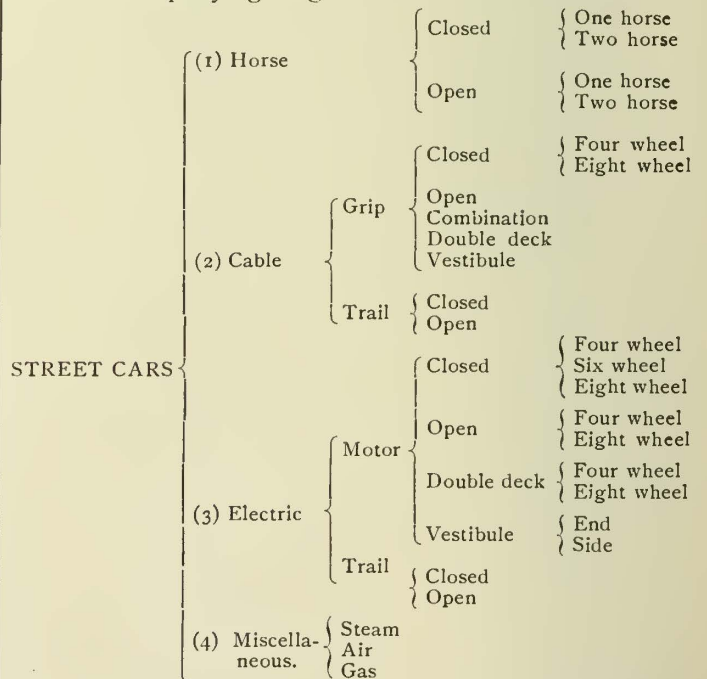 Closed { One horse
{ Two horse
(1) Horse
Open { One horse
{ Two horse
Closed { Four wheel
{ Eight wheel
Grip
Open
Combination
Double deck
Vestibule
(2) Cable
Trail { Closed
{ Open
STREET CARS
Closed { Four wheel
{ Six wheel
{ Eight wheel
Open { Four wheel
{ Eight wheel
Motor
Double deck { Four wheel
{ Eight wheel
(3) Electric
Vestibule { End
{ Side
Trail { Closed
{ Open
(4) Miscella- { Steam
neous. { Air
{ Gas